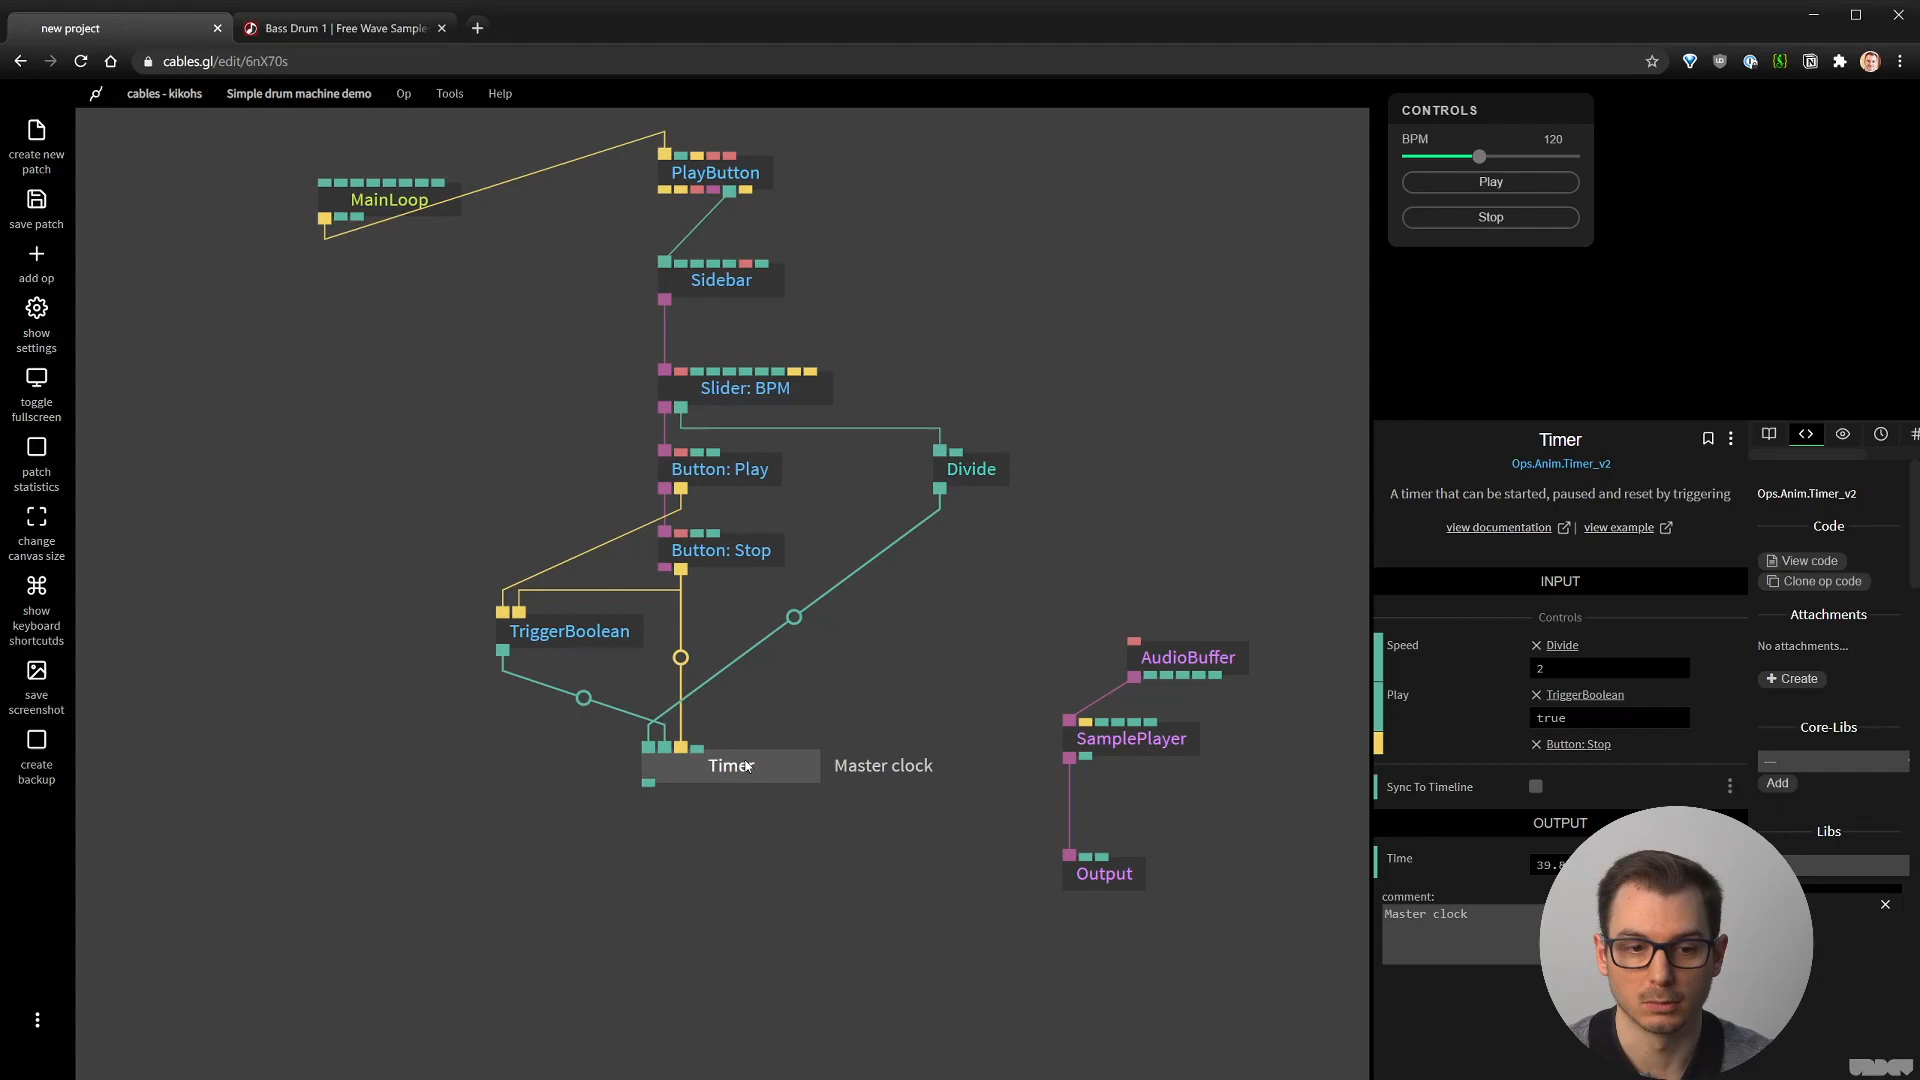 new project
Bass Drum 1 | Free Wave Sample
cables.gl/edit/6nX70s
cables - kikohs
Simple drum machine demo
Op
Tools
Help
create new
patch
save patch
add op
show
settings
toggle
fullscreen
patch
statistics
change
canvas size
show
keyboard
shortcutds
save
screenshot
create
backup
MainLoop
PlayButton
Sidebar
Slider: BPM
Button: Play
Divide
Button: Stop
TriggerBoolean
Timer
Master clock
AudioBuffer
SamplePlayer
Output
CONTROLS
BPM
120
Play
Stop
Timer
Ops.Anim.Timer_v2
A timer that can be started, paused and reset by triggering
view documentation | view example
INPUT
Controls
Speed
Divide
2
Play
TriggerBoolean
true
Button: Stop
Sync To Timeline
OUTPUT
Time
comment:
Master clock
Ops.Anim.Timer_v2
Code
View code
Clone op code
Attachments
No attachments...
Create
Core-Libs
---
Add
Libs